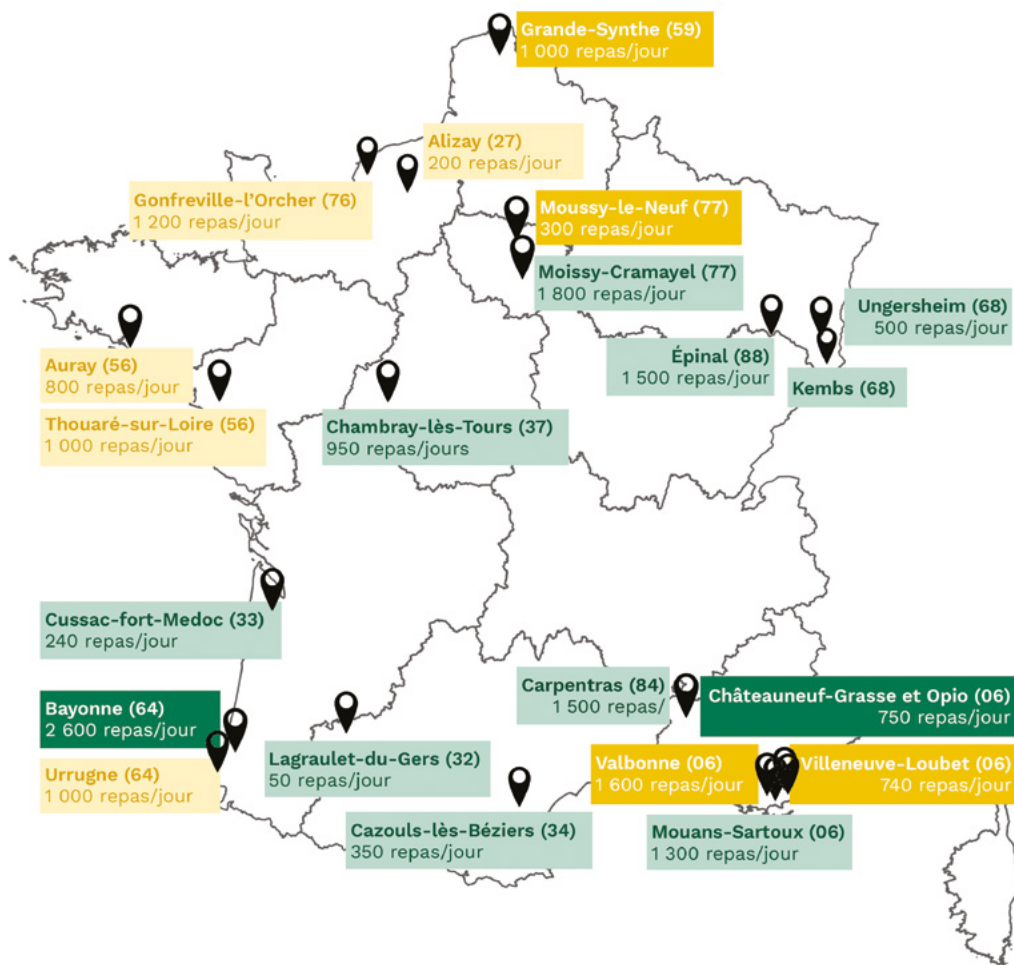 Grande-Synthe (59)
1 000 repas/jour
Alizay (27)
200 repas/jour
Gonfreville-l'Orcher (76)
1 200 repas/jour
Moussy-le-Neuf (77)
300 repas/jour
Moissy-Cramayel (77)
1 800 repas/jour
Ungersheim (68)
500 repas/jour
Épinal (88)
1 500 repas/jour
Kembs (68)
Auray (56)
800 repas/jour
Thouaré-sur-Loire (56)
1 000 repas/jour
Chambray-lès-Tours (37)
950 repas/jours
Cussac-fort-Medoc (33)
240 repas/jour
Carpentras (84)
1 500 repas/
Châteauneuf-Grasse et Opio (06)
750 repas/jour
Bayonne (64)
2 600 repas/jour
Urrugne (64)
1 000 repas/jour
Lagraulet-du-Gers (32)
50 repas/jour
Valbonne (06)
1 600 repas/jour
Villeneuve-Loubet (06)
740 repas/jour
Cazouls-lès-Béziers (34)
350 repas/jour
Mouans-Sartoux (06)
1 300 repas/jour